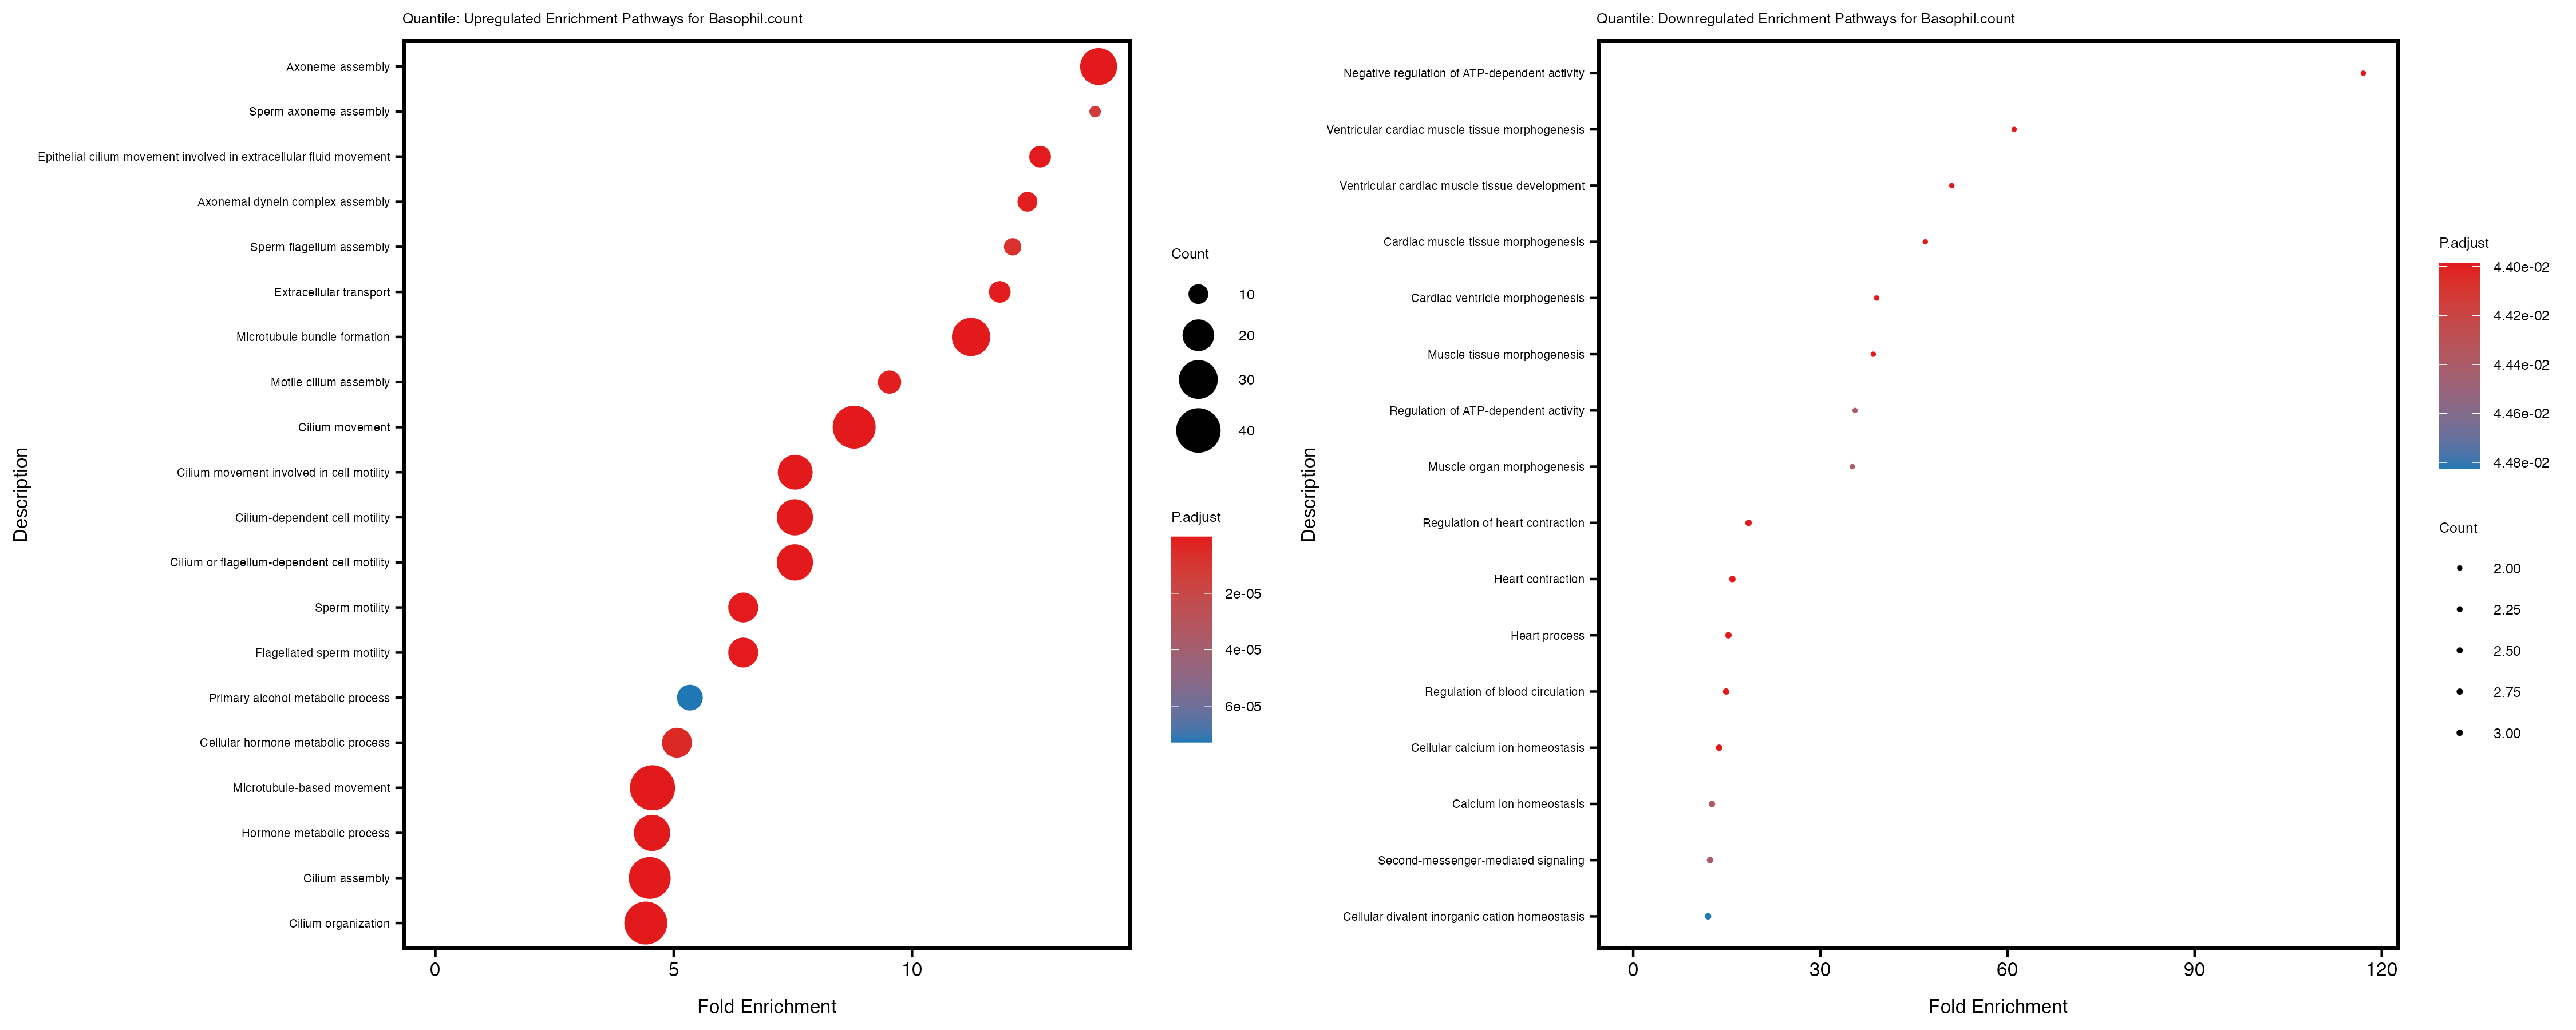 Quantile: Upregulated Enrichment Pathways for Basophil.count
Description
Axoneme assembly
Sperm axoneme assembly
Epithelial cilium movement involved in extracellular fluid movement
Axonemal dynein complex assembly
Sperm flagellum assembly
Extracellular transport
Microtubule bundle formation
Motile cilium assembly
Cilium movement
Cilium movement involved in cell motility
Cilium-dependent cell motility
Cilium or flagellum-dependent cell motility
Sperm motility
Flagellated sperm motility
Primary alcohol metabolic process
Cellular hormone metabolic process
Microtubule-based movement
Hormone metabolic process
Cilium assembly
Cilium organization
0 5 10
Fold Enrichment
Count
10
20
30
40
P.adjust
2e-05
4e-05
6e-05
Quantile: Downregulated Enrichment Pathways for Basophil.count
Description
Negative regulation of ATP-dependent activity
Ventricular cardiac muscle tissue morphogenesis
Ventricular cardiac muscle tissue development
Cardiac muscle tissue morphogenesis
Cardiac ventricle morphogenesis
Muscle tissue morphogenesis
Regulation of ATP-dependent activity
Muscle organ morphogenesis
Regulation of heart contraction
Heart contraction
Heart process
Regulation of blood circulation
Cellular calcium ion homeostasis
Calcium ion homeostasis
Second-messenger-mediated signaling
Cellular divalent inorganic cation homeostasis
0 30 60 90 120
Fold Enrichment
P.adjust
4.40e-02
4.42e-02
4.44e-02
4.46e-02
4.48e-02
Count
2.00
2.25
2.50
2.75
3.00